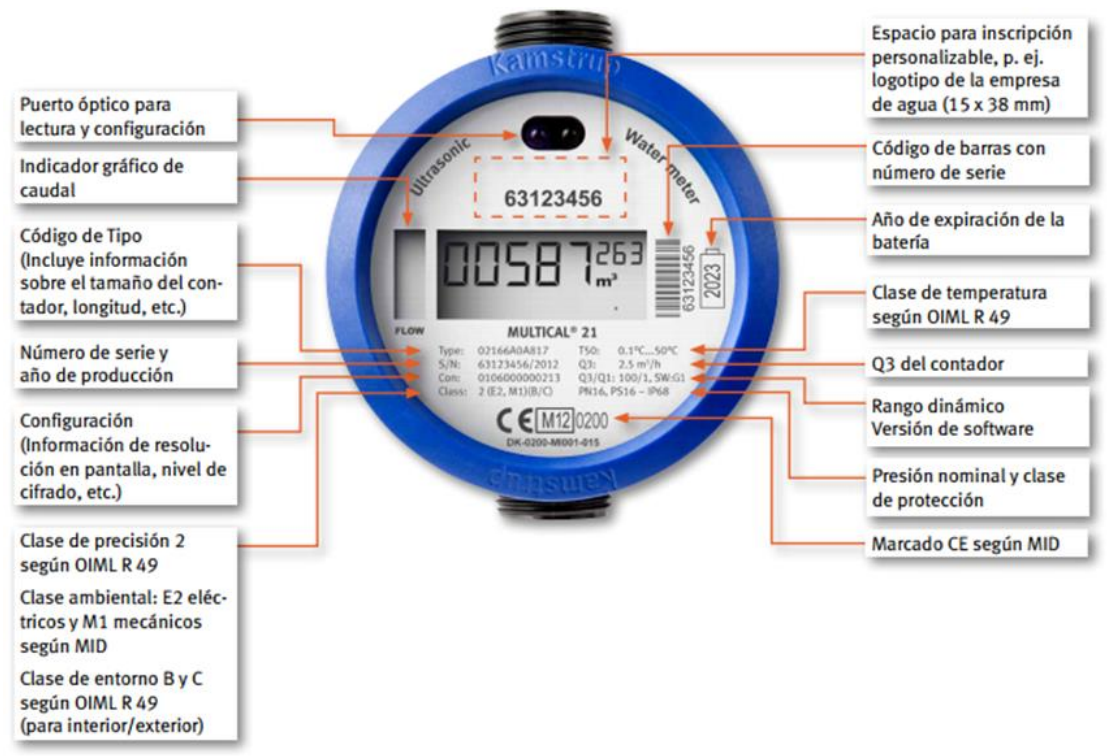 Puerto óptico para
lectura y configuración
Indicador gráfico de
caudal
Código de Tipo
(Incluye información
sobre el tamaño del con-
tador, longitud, etc.)
Número de serie y
año de producción
Configuración
(Información de resolu-
ción en pantalla, nivel de
cifrado, etc.)
Clase de precisión 2
según OIML R 49
Clase ambiental: E2 eléc-
tricos y M1 mecánicos
según MID
Clase de entorno B y C
según OIML R 49
(para interior/exterior)
Kamstrup
Ultrasonic
Water meter
63123456
00587263
m³
63123456
2023
FLOW
MULTICAL® 21
Type: 02166A0A817 T50: 0.1°C...50°C
S/N: 63123456/2012 Q3: 2.5 m³/h
Con: 0106000000213 Q3/Q1: 100/1, SW:G1
Class: 2 (E2, M1)(B/C) PN16, PS16 – IP68
CE M12 0200
DK-0200-MI001-015
Kamstrup
Espacio para inscripción
personalizable, p. ej.
logotipo de la empresa
de agua (15 x 38 mm)
Código de barras con
número de serie
Año de expiración de la
batería
Clase de temperatura
según OIML R 49
Q3 del contador
Rango dinámico
Versión de software
Presión nominal y clase
de protección
Marcado CE según MID